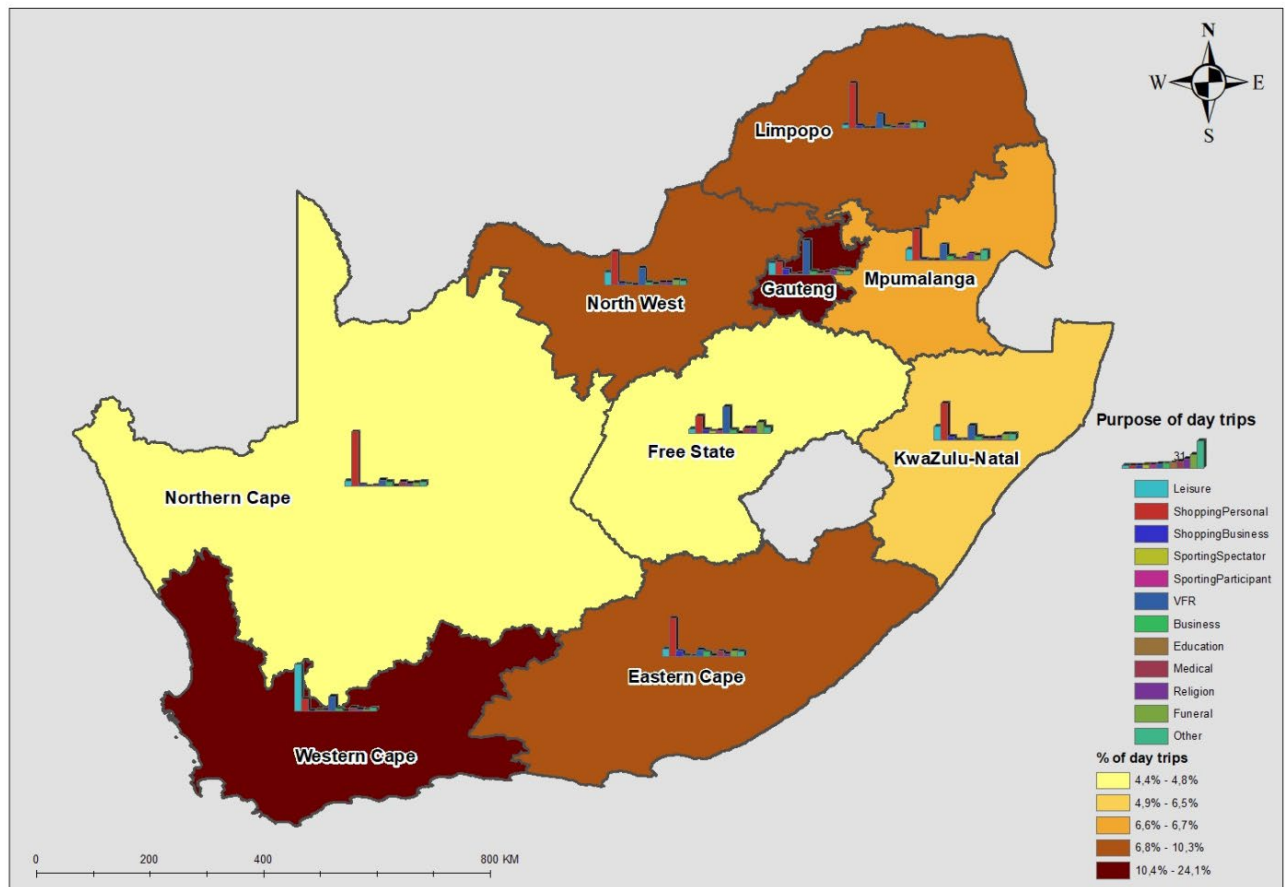 N
W E
S
Limpopo
North West
Gauteng
Mpumalanga
Free State
KwaZulu-Natal
Northern Cape
Eastern Cape
Western Cape
Purpose of day trips
31
Leisure
ShoppingPersonal
ShoppingBusiness
SportingSpectator
SportingParticipant
VFR
Business
Education
Medical
Religion
Funeral
Other
% of day trips
4,4% - 4,8%
4,9% - 6,5%
6,6% - 6,7%
6,8% - 10,3%
10,4% - 24,1%
0 200 400 800 KM